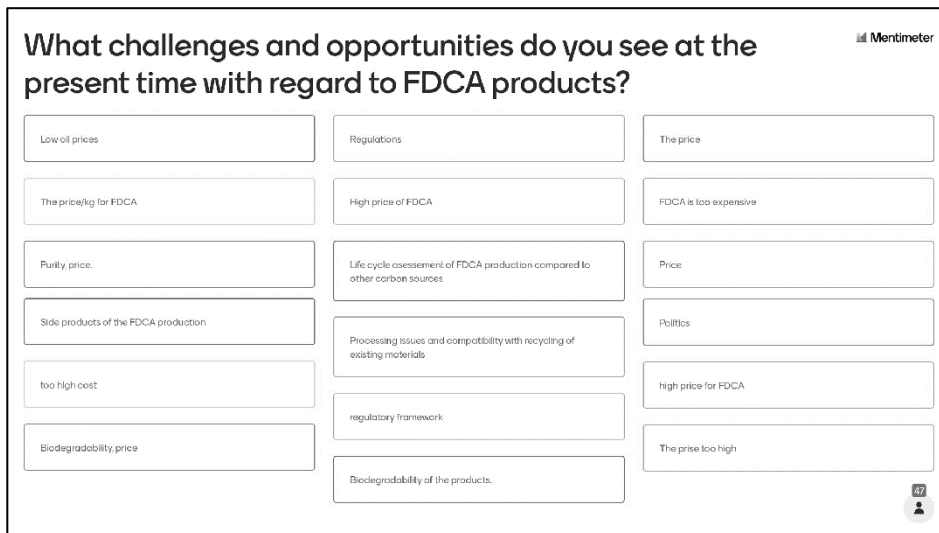 What challenges and opportunities do you see at the
present time with regard to FDCA products?
Mentimeter
Low oil prices
The price/kg for FDCA
Purity, price.
Side products of the FDCA production
too high cost
Biodegradability, price
Regulations
High price of FDCA
Life cycle asessment of FDCA production compared to
other carbon sources
Processing issues and compatibility with recycling of
existing materials
regulatory framework
Biodegradability of the products.
The price
FDCA is too expensive
Price
Politics
high price for FDCA
The prise too high
47